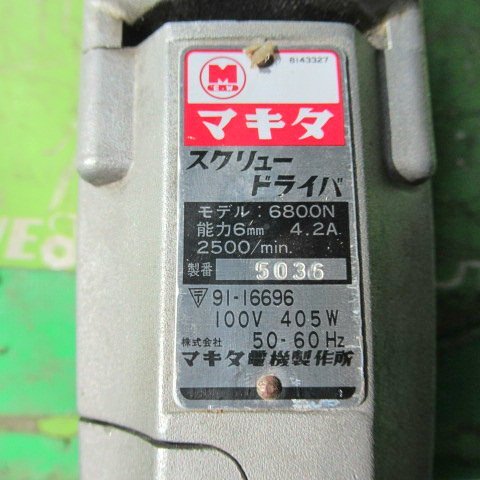 8143327
M
E.W
マキタ
スクリュー
ドライバ
モデル: 6800N
能力6mm 4.2A
2500/min.
製番 5036
〒 91-16696
100V 405W
50-60Hz
株式会社
マキタ電機製作所